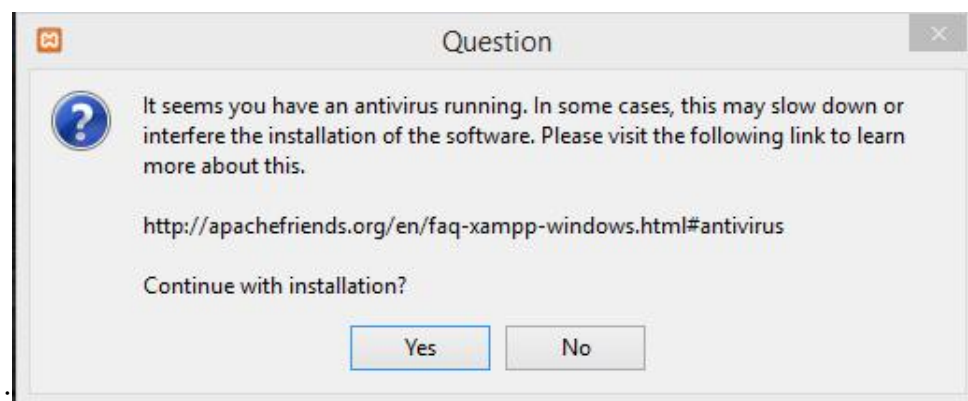 Question
It seems you have an antivirus running. In some cases, this may slow down or
interfere the installation of the software. Please visit the following link to learn
more about this.
http://apachefriends.org/en/faq-xampp-windows.html#antivirus
Continue with installation?
Yes No
.